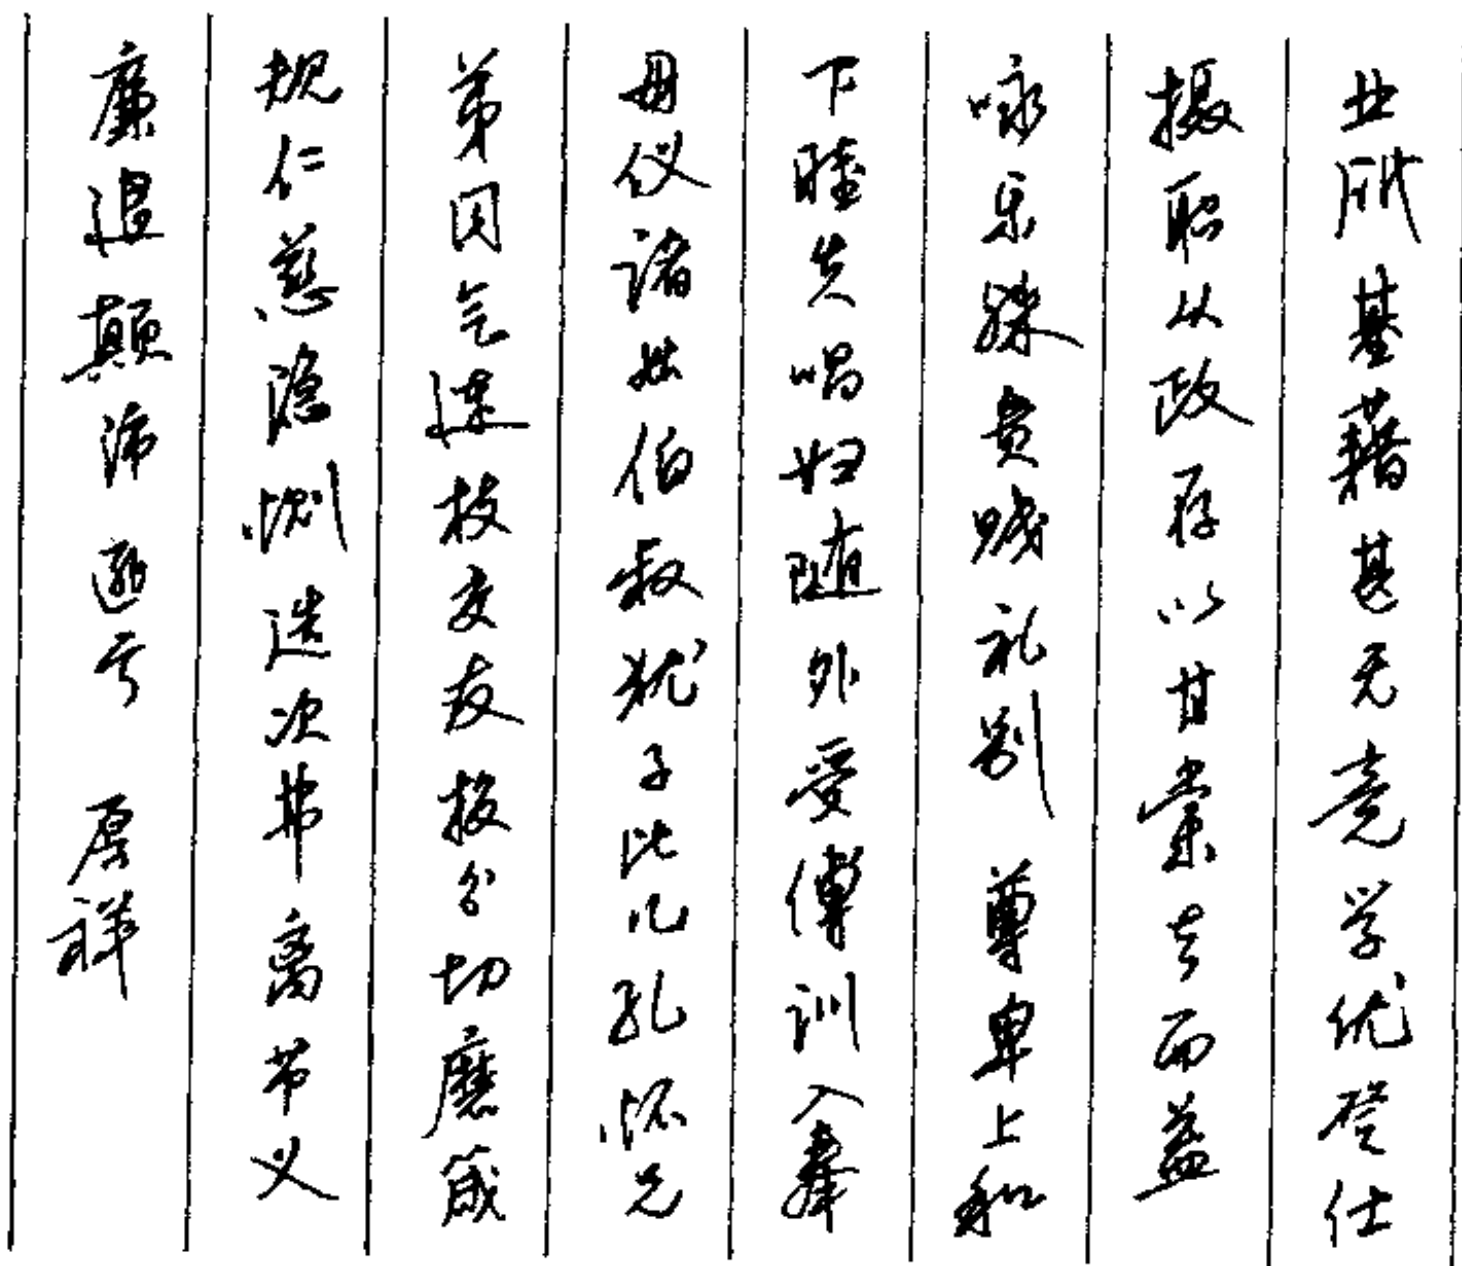 业所基藉甚无竟学优登仕
摄职从政存以甘棠去而益
咏乐殊贵贱礼别尊卑上和
下睦夫唱妇随外受傅训入奉
母仪诸姑伯叔犹子比儿孔怀兄
弟同气连枝交友投分切磨箴
规仁慈隐恻造次弗离节义
廉退颠沛匪亏 厚祥